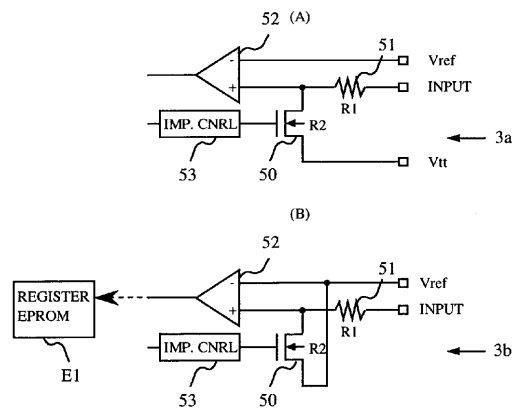 52 (A)
51
- Vref
+ INPUT
R1
IMP. CNRL R2
53 50 3a
Vtt
(B)
52
51
REGISTER
EPROM
- Vref
+ INPUT
R1
IMP. CNRL R2
E1 53 50 3b